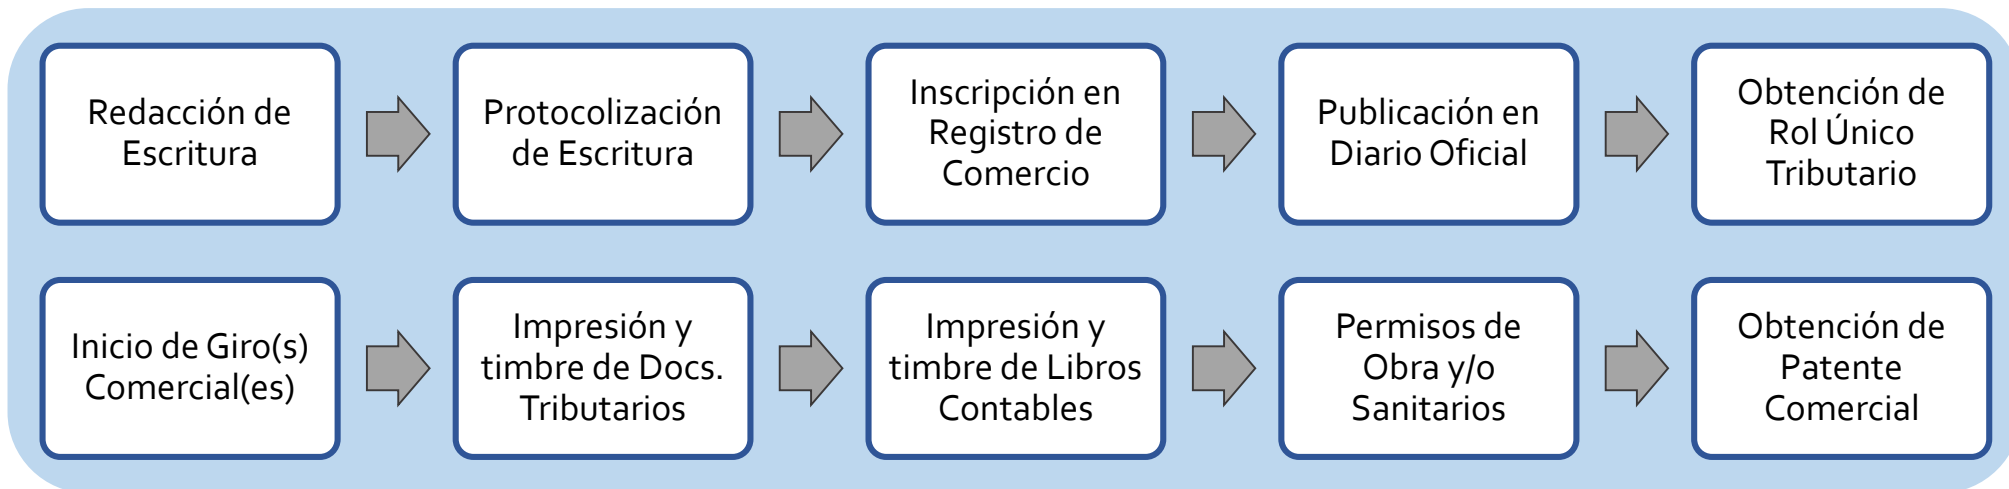 Redacción de
Escritura
Protocolización
de Escritura
Inscripción en
Registro de
Comercio
Publicación en
Diario Oficial
Obtención de
Rol Único
Tributario
Inicio de Giro(s)
Comercial(es)
Impresión y
timbre de Docs.
Tributarios
Impresión y
timbre de Libros
Contables
Permisos de
Obra y/o
Sanitarios
Obtención de
Patente
Comercial